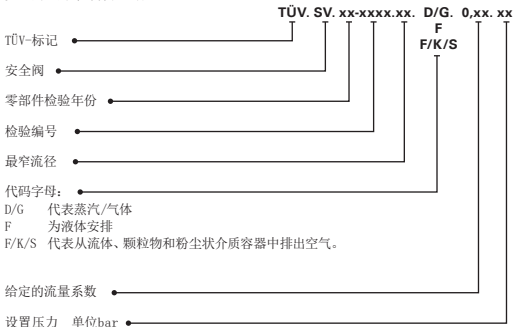 TÜV. SV. xx-xxxx.xx. D/G. 0,xx. xx
F
F/K/S
TÜV-标记
安全阀
零部件检验年份
检验编号
最窄流径
代码字母：
D/G 代表蒸汽/气体
F 为液体安排
F/K/S 代表从流体、颗粒物和粉尘状介质容器中排出空气。
给定的流量系数
设置压力 单位bar